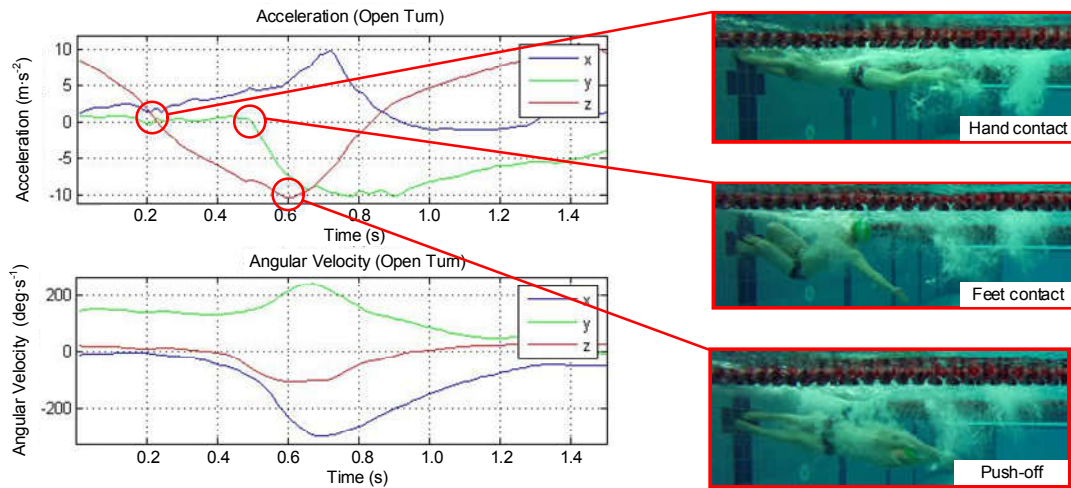 Acceleration (Open Turn)
Acceleration (m·s⁻²)
10
5
0
-5
-10
x
y
z
0.2 0.4 0.6 0.8 1.0 1.2 1.4
Time (s)
Angular Velocity (Open Turn)
Angular Velocity (deg·s⁻¹)
200
0
-200
x
y
z
0.2 0.4 0.6 0.8 1.0 1.2 1.4
Time (s)
Hand contact
Feet contact
Push-off